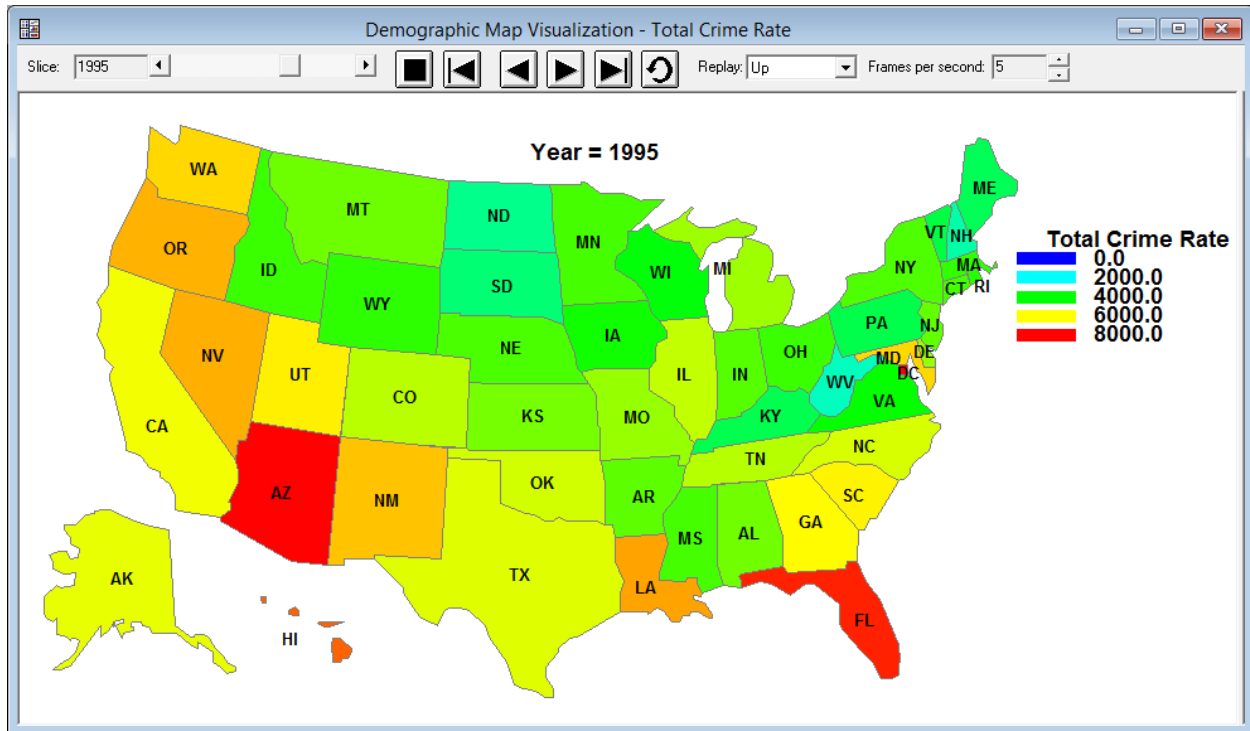 Demographic Map Visualization - Total Crime Rate
Slice: 1995 Replay: Up Frames per second: 5
Year = 1995
Total Crime Rate
0.0
2000.0
4000.0
6000.0
8000.0
WA
MT
ND
MN
ME
OR
ID
WY
SD
WI
MI
VT
NH
NY
MA
CT
RI
NV
UT
CO
NE
IA
IL
IN
OH
PA
NJ
MD
DE
DC
WV
VA
CA
AZ
NM
KS
MO
KY
OK
AR
TN
NC
SC
MS
AL
GA
TX
LA
FL
AK
HI